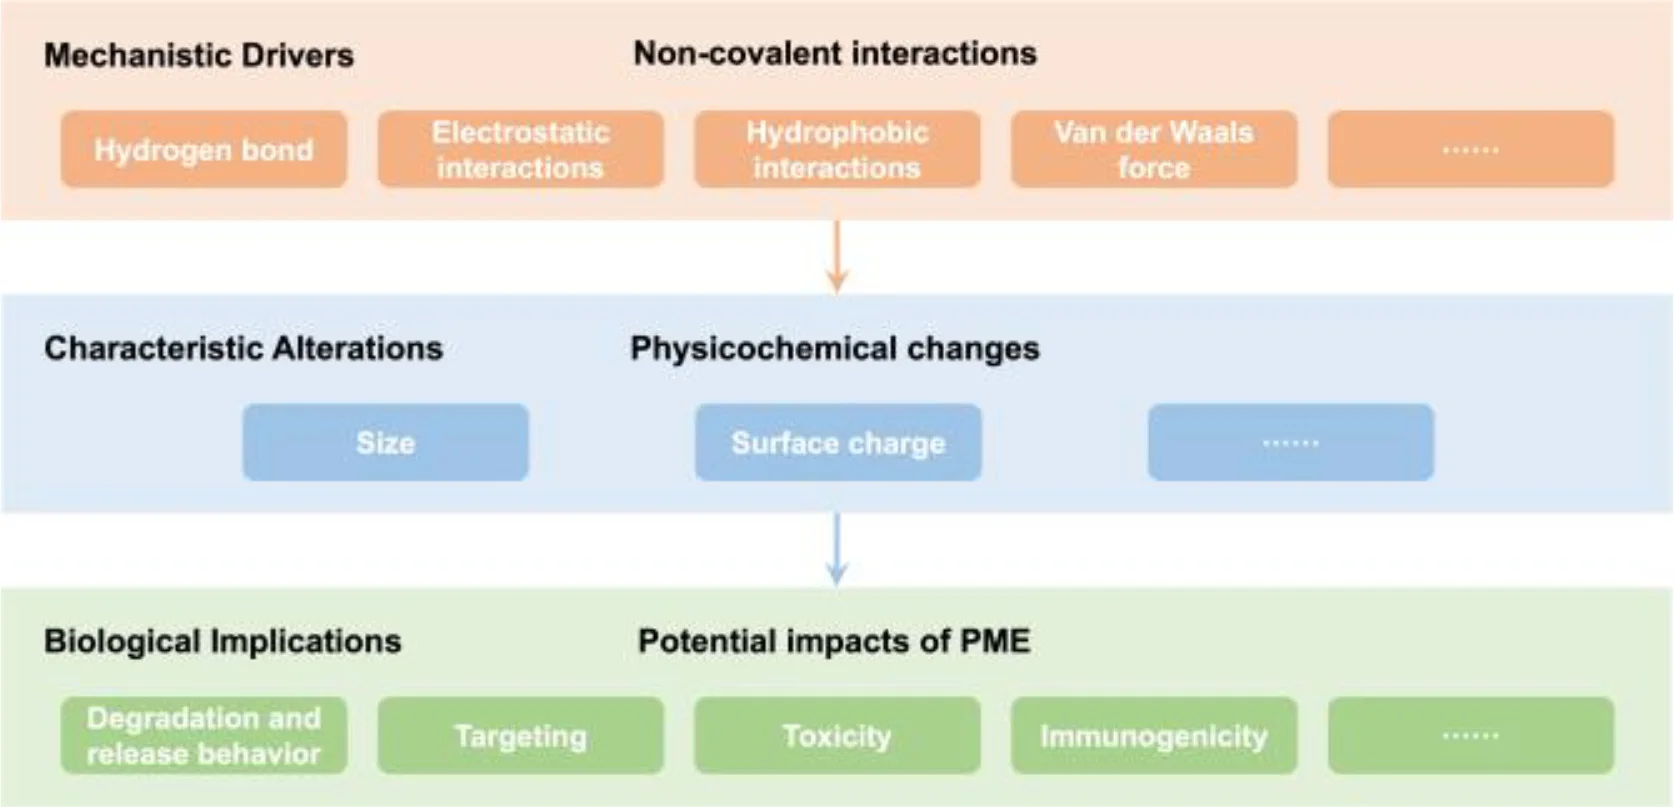 Mechanistic Drivers
Non-covalent interactions
Hydrogen bond
Electrostatic
interactions
Hydrophobic
interactions
Van der Waals
force
······
Characteristic Alterations
Physicochemical changes
Size
Surface charge
······
Biological Implications
Potential impacts of PME
Degradation and
release behavior
Targeting
Toxicity
Immunogenicity
······